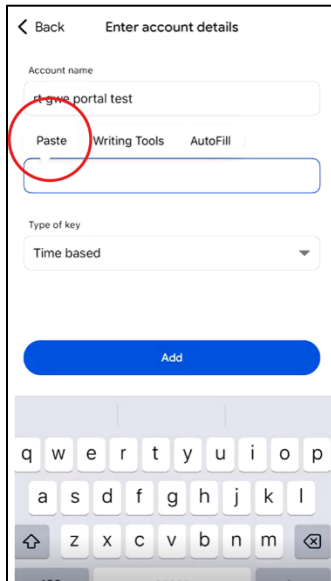 Back Enter account details
Account name
rt gwe portal test
Paste Writing Tools AutoFill
Type of key
Time based
Add
q w e r t y u i o p
a s d f g h j k l
z x c v b n m